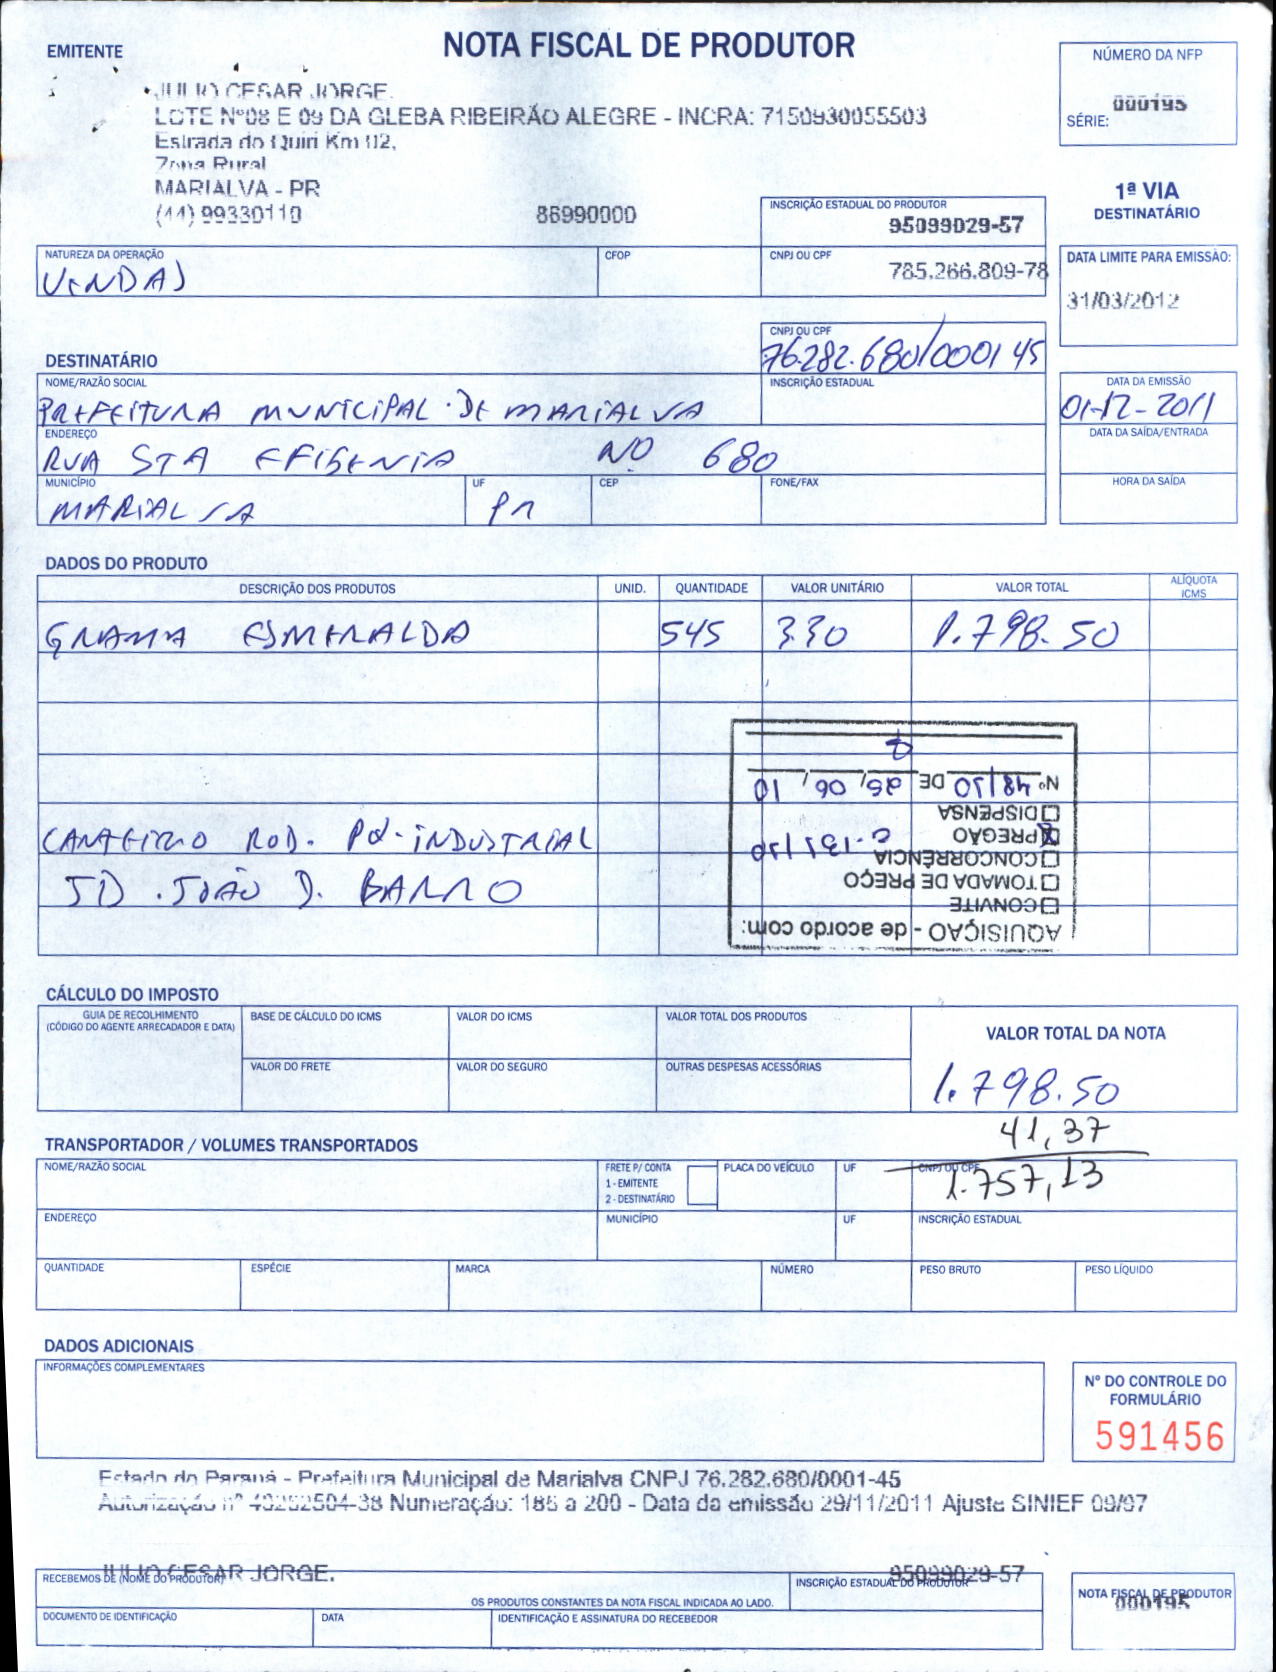 EMITENTE
NOTA FISCAL DE PRODUTOR
NÚMERO DA NFP
000195
SÉRIE:
JULIO CESAR JORGE.
LOTE Nº08 E 09 DA GLEBA RIBEIRÃO ALEGRE - INCRA: 7150930055503
Estrada do Quiri Km 02,
Zona Rural
MARIALVA - PR
(44) 99330110
86990000
INSCRIÇÃO ESTADUAL DO PRODUTOR
95099029-57
1ª VIA
DESTINATÁRIO
NATUREZA DA OPERAÇÃO
VENDAS
CFOP
CNPJ OU CPF
785.266.809-78
DATA LIMITE PARA EMISSÃO:
31/03/2012
DESTINATÁRIO
CNPJ OU CPF
76.282.680/0001 45
NOME/RAZÃO SOCIAL
PREFEITURA MUNICIPAL DE MARIALVA
INSCRIÇÃO ESTADUAL
DATA DA EMISSÃO
01-12-2011
ENDEREÇO
RUA STA EFIGENIA Nº 680
DATA DA SAÍDA/ENTRADA
MUNICÍPIO
MARIALVA
UF
PR
CEP
FONE/FAX
HORA DA SAÍDA
DADOS DO PRODUTO
DESCRIÇÃO DOS PRODUTOS UNID. QUANTIDADE VALOR UNITÁRIO VALOR TOTAL ALÍQUOTA ICMS
GRAMA ESMERALDA 545 3.30 1.798.50
CANTEIRO ROD. PQ. INDUSTRIAL
JD. JOÃO D. BARRO
AQUISIÇÃO - de acordo com:
CONVITE
TOMADA DE PREÇO
CONCORRÊNCIA
PREGÃO
DISPENSA
Nº 48/10 DE 25/06/10
CÁLCULO DO IMPOSTO
GUIA DE RECOLHIMENTO
(CÓDIGO DO AGENTE ARRECADADOR E DATA)
BASE DE CÁLCULO DO ICMS
VALOR DO ICMS
VALOR TOTAL DOS PRODUTOS
VALOR TOTAL DA NOTA
1.798.50
VALOR DO FRETE
VALOR DO SEGURO
OUTRAS DESPESAS ACESSÓRIAS
41,37
1.757,13
TRANSPORTADOR / VOLUMES TRANSPORTADOS
NOME/RAZÃO SOCIAL
FRETE P/ CONTA
1 - EMITENTE
2 - DESTINATÁRIO
PLACA DO VEÍCULO
UF
CNPJ OU CPF
ENDEREÇO
MUNICÍPIO
UF
INSCRIÇÃO ESTADUAL
QUANTIDADE
ESPÉCIE
MARCA
NÚMERO
PESO BRUTO
PESO LÍQUIDO
DADOS ADICIONAIS
INFORMAÇÕES COMPLEMENTARES
Nº DO CONTROLE DO
FORMULÁRIO
591456
Estado do Paraná - Prefeitura Municipal de Marialva CNPJ 76.282.680/0001-45
Autorização nº 40252504-38 Numeração: 186 a 200 - Data da emissão 29/11/2011 Ajuste SINIEF 09/97
JULIO CESAR JORGE.
RECEBEMOS DE (NOME DO PRODUTOR)
OS PRODUTOS CONSTANTES DA NOTA FISCAL INDICADA AO LADO.
INSCRIÇÃO ESTADUAL DO PRODUTOR
95099029-57
NOTA FISCAL DE PRODUTOR
000195
DOCUMENTO DE IDENTIFICAÇÃO
DATA
IDENTIFICAÇÃO E ASSINATURA DO RECEBEDOR